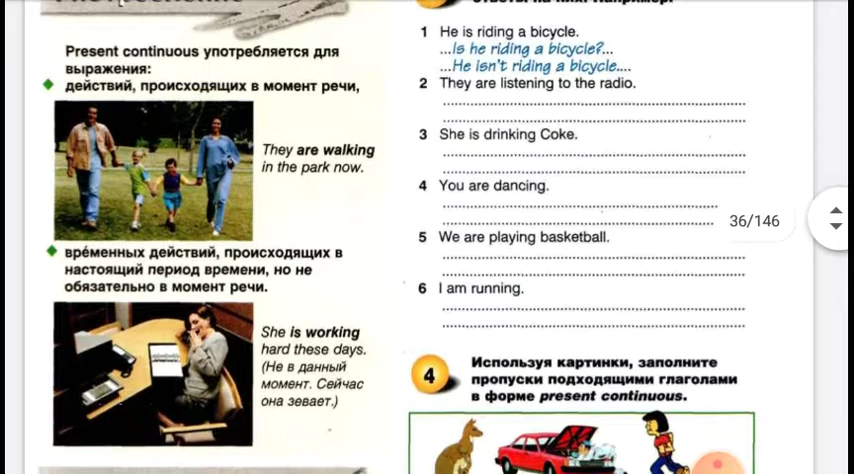 Present continuous употребляется для
выражения:
действий, происходящих в момент речи,
They are walking
in the park now.
вре́менных действий, происходящих в
настоящий период времени, но не
обязательно в момент речи.
She is working
hard these days.
(Не в данный
момент. Сейчас
она зевает.)
1 He is riding a bicycle.
...Is he riding a bicycle?...
...He isn't riding a bicycle....
2 They are listening to the radio.
3 She is drinking Coke.
4 You are dancing.
5 We are playing basketball.
6 I am running.
4 Используя картинки, заполните
пропуски подходящими глаголами
в форме present continuous.
36/146